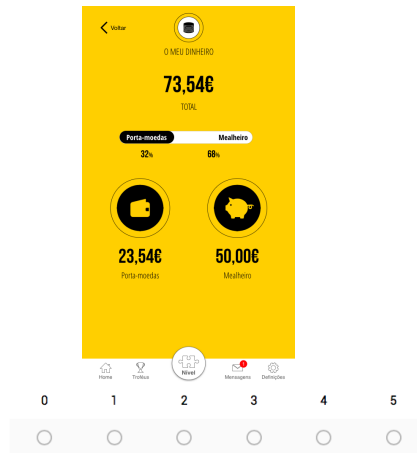 Voltar
O MEU DINHEIRO
73,54€
TOTAL
Porta-moedas Mealheiro
32% 68%
23,54€ 50,00€
Porta-moedas Mealheiro
1
Home Troféus Nível Mensagens Definições
0 1 2 3 4 5